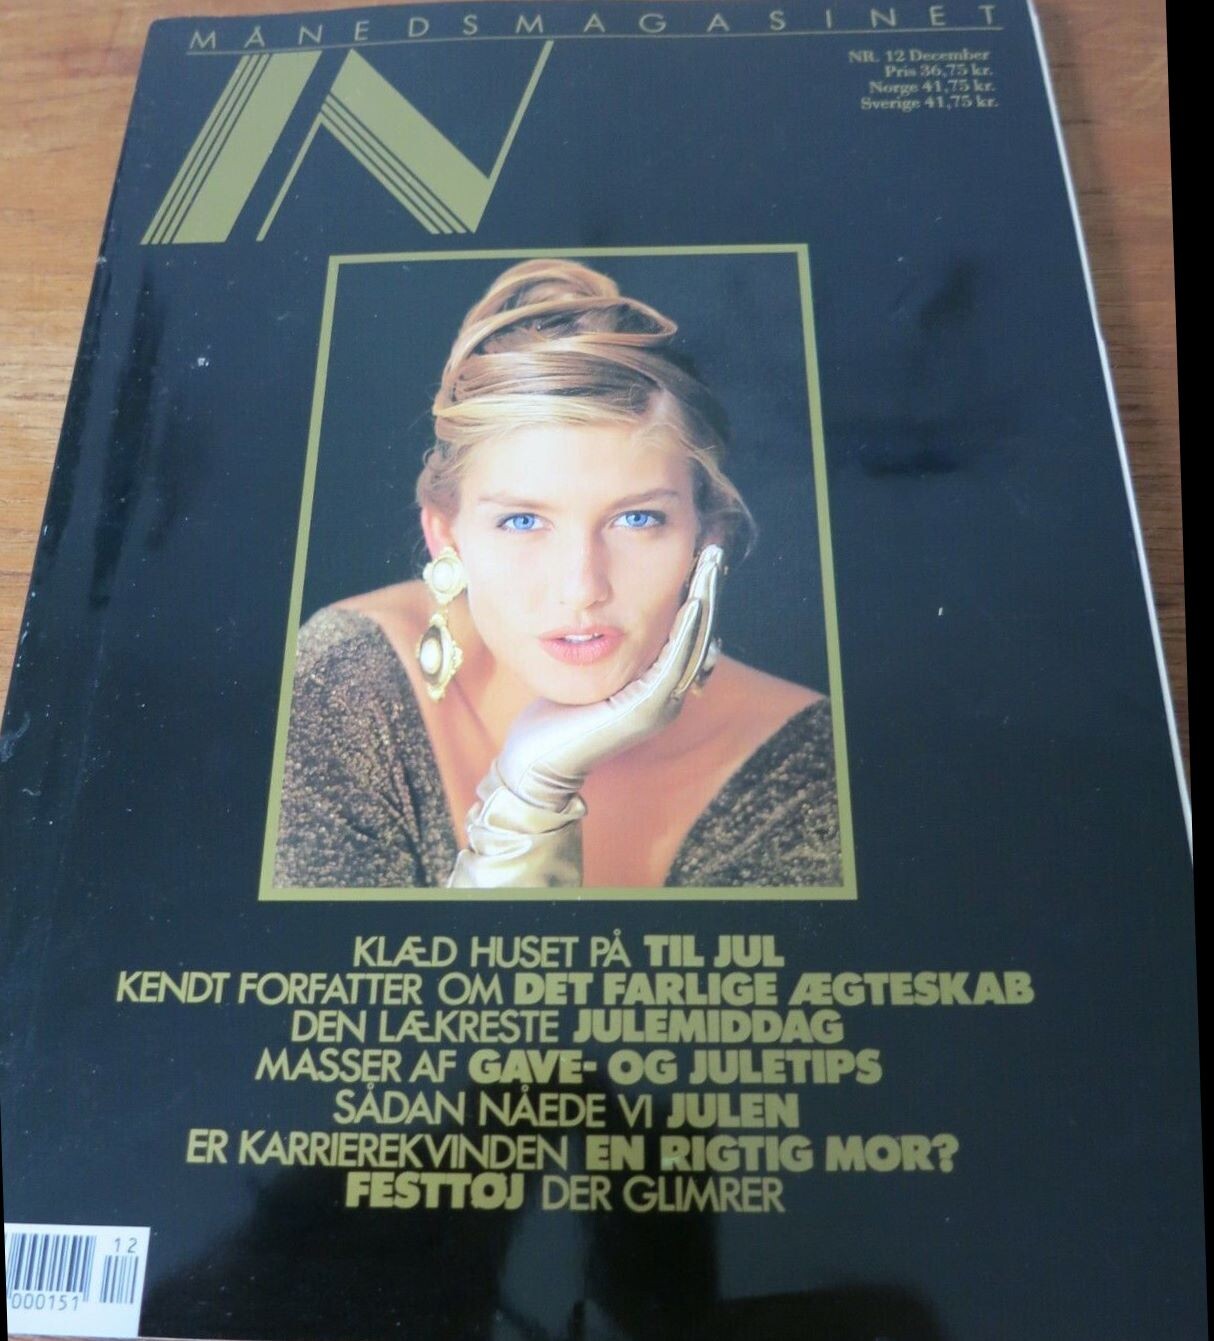 MÅNEDSMAGASINET
IN
NR. 12 December
Pris 36,75 kr.
Norge 41,75 kr.
Sverige 41,75 kr.
KLÆD HUSET PÅ TIL JUL
KENDT FORFATTER OM DET FARLIGE ÆGTESKAB
DEN LÆKRESTE JULEMIDDAG
MASSER AF GAVE- OG JULETIPS
SÅDAN NÅEDE VI JULEN
ER KARRIEREKVINDEN EN RIGTIG MOR?
FESTTØJ DER GLIMRER
12
000151